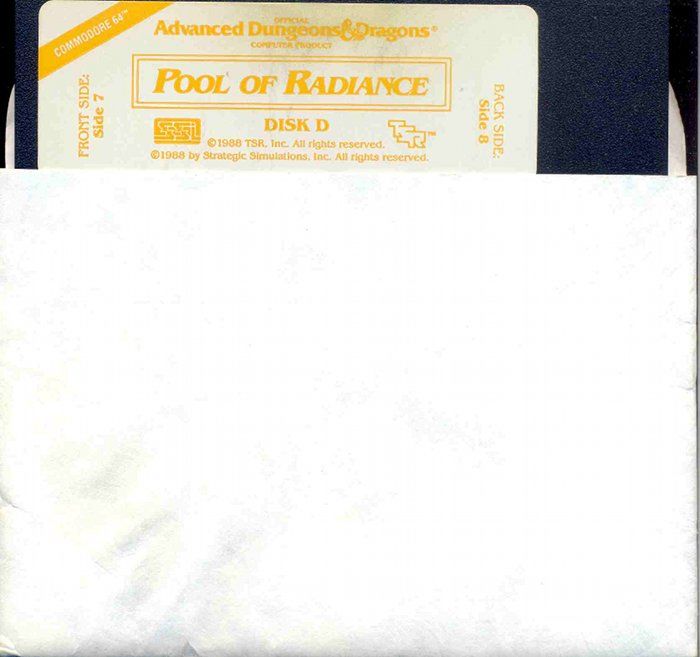 COMMODORE 64™
OFFICIAL
Advanced Dungeons & Dragons®
COMPUTER PRODUCT
POOL OF RADIANCE
FRONT SIDE:
Side 7
DISK D
SSI
TSR™
©1988 TSR, Inc. All rights reserved.
©1988 by Strategic Simulations, Inc. All rights reserved.
BACK SIDE:
Side 8